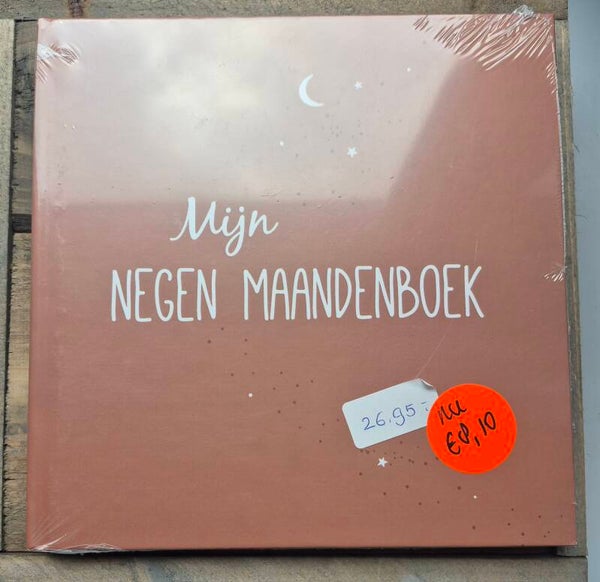 Mijn
NEGEN MAANDENBOEK
26.95:-
nu
€8,10